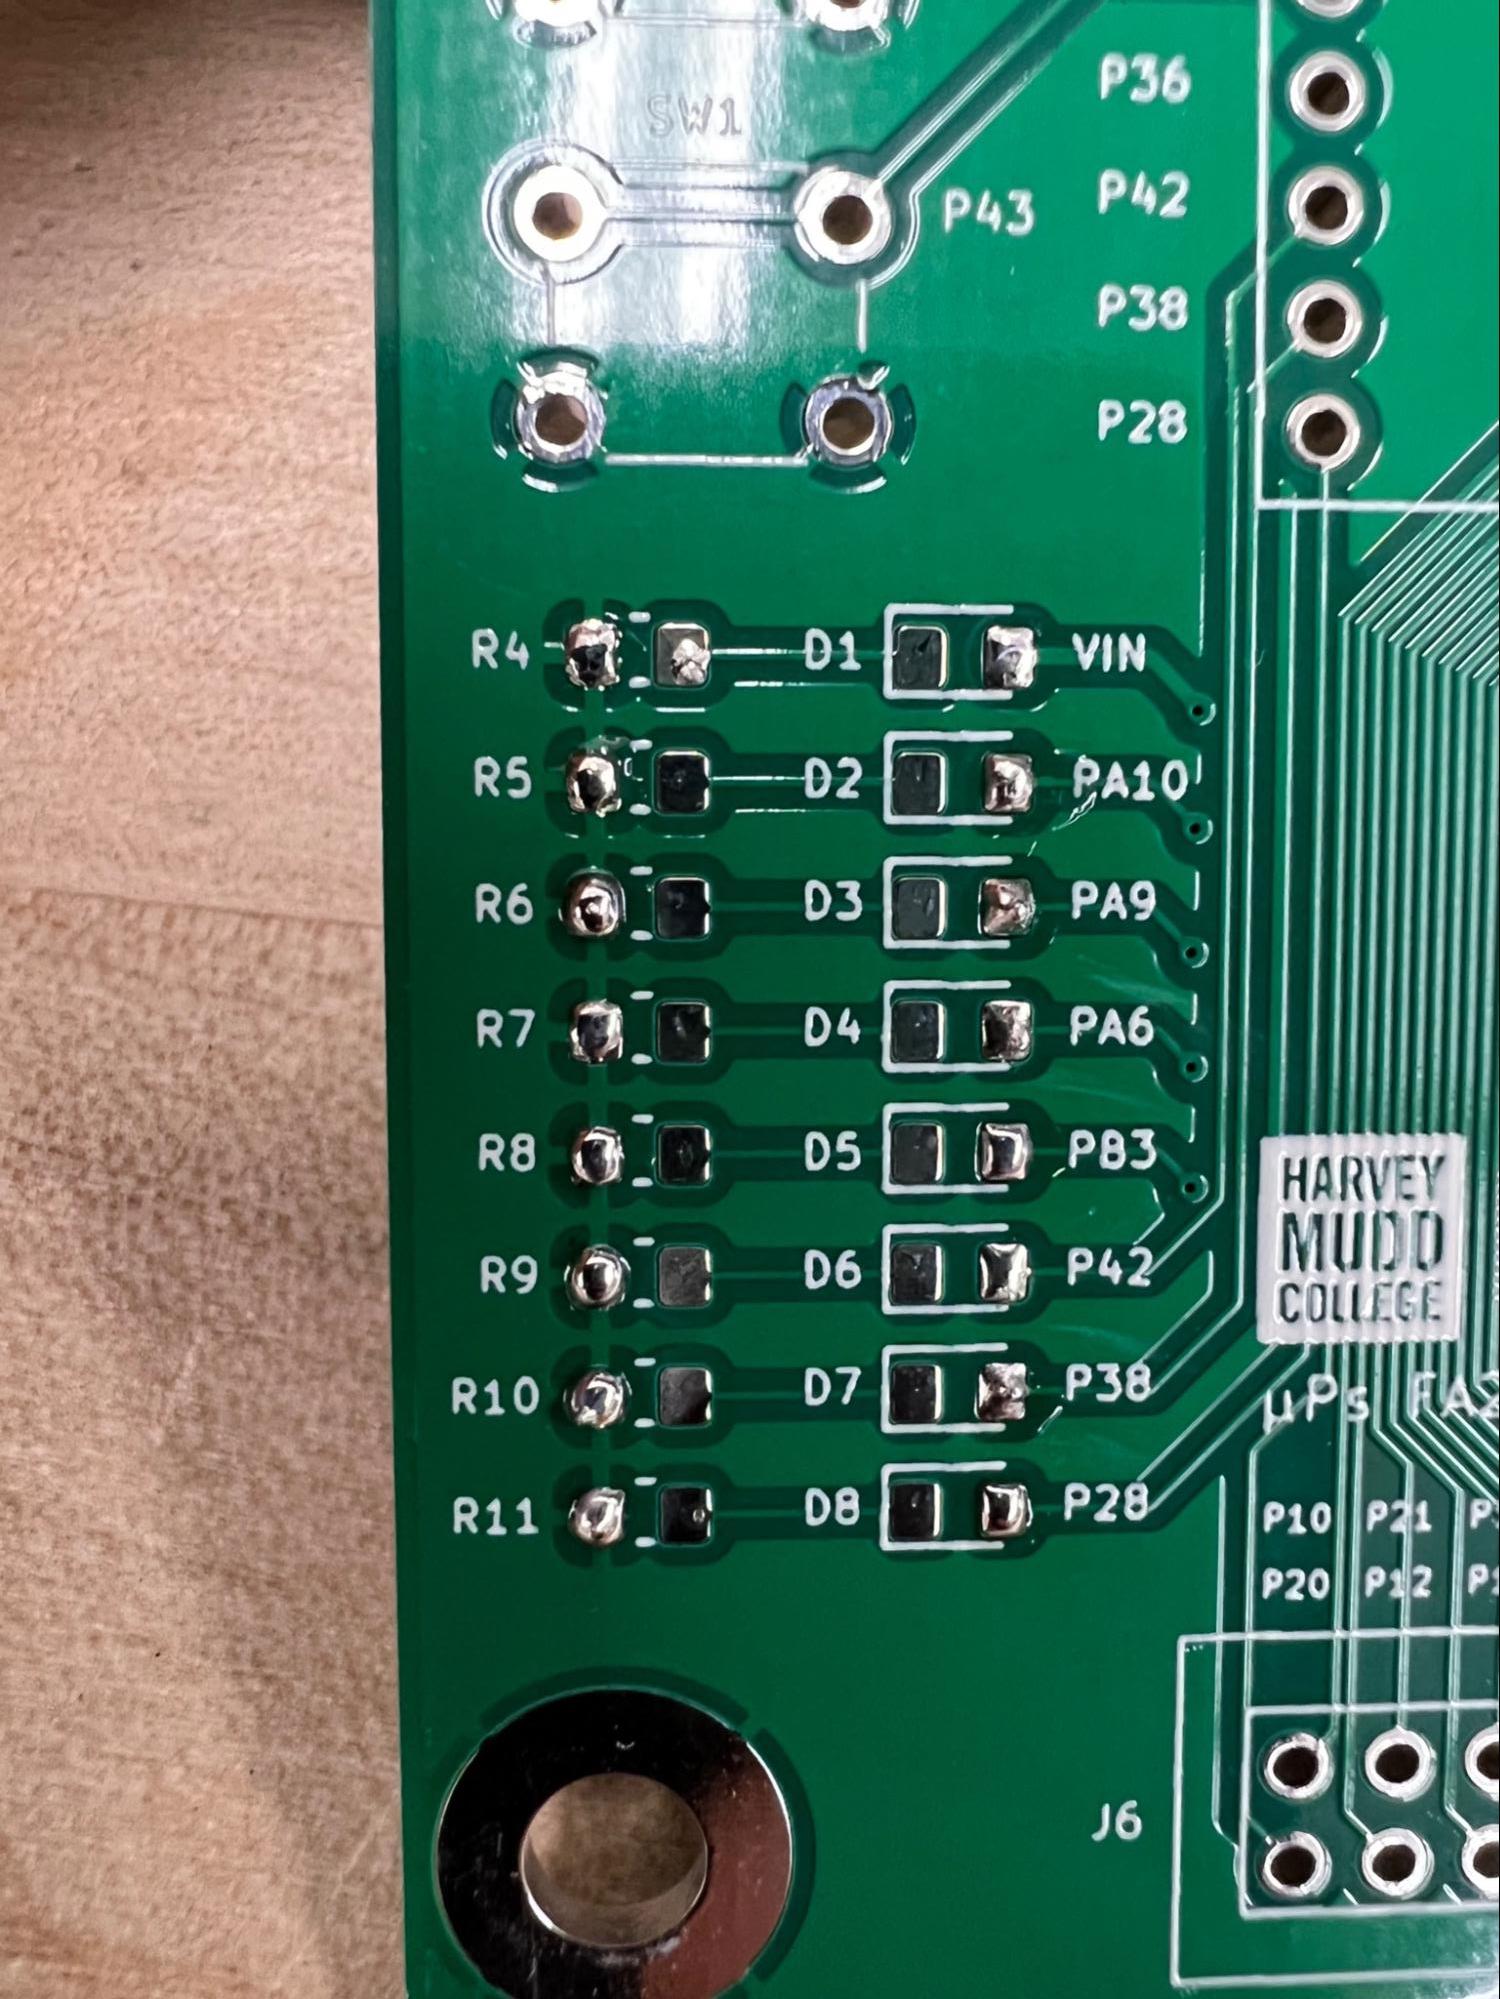 P36
SW1
P43 P42
P38
P28
R4 D1 VIN
R5 D2 PA10
R6 D3 PA9
R7 D4 PA6
R8 D5 PB3
R9 D6 P42
R10 D7 P38
R11 D8 P28
HARVEY
MUDD
COLLEGE
µPs
P10 P21
P20 P12
J6